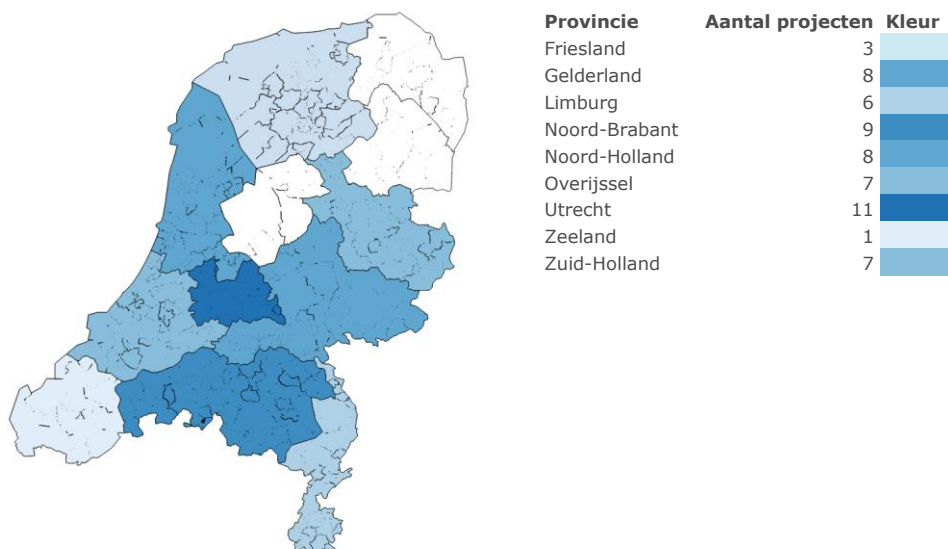 Provincie Aantal projecten Kleur
Friesland 3
Gelderland 8
Limburg 6
Noord-Brabant 9
Noord-Holland 8
Overijssel 7
Utrecht 11
Zeeland 1
Zuid-Holland 7